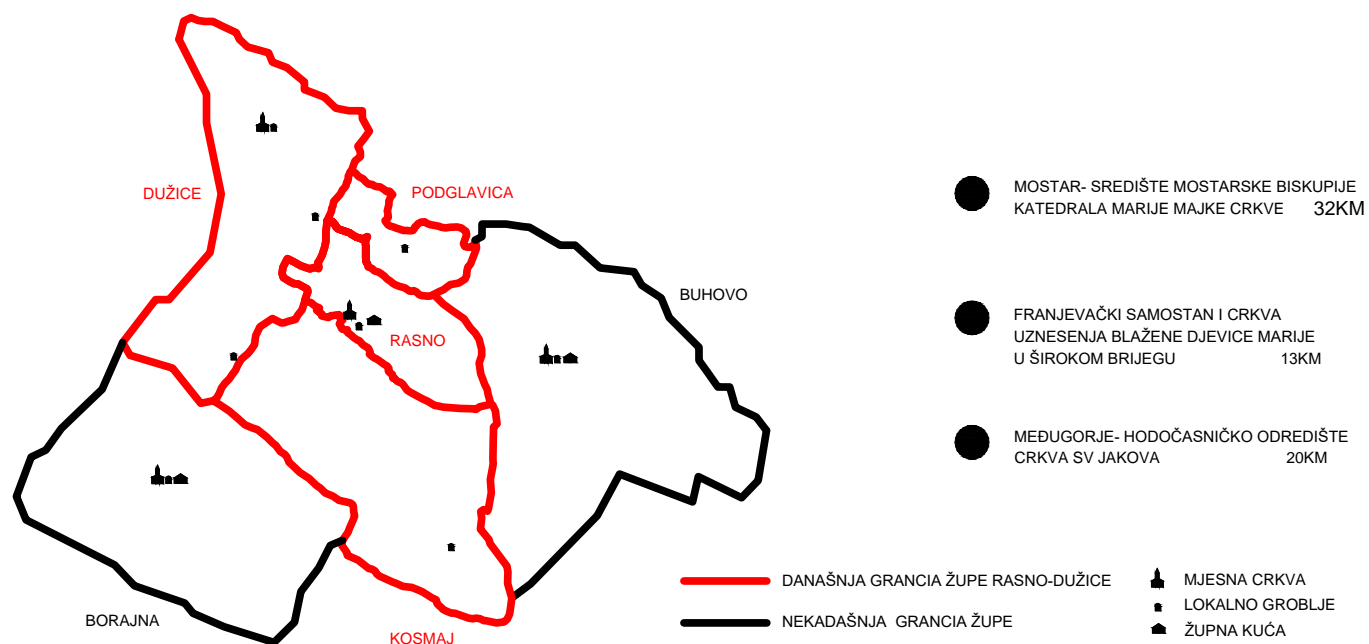 DUŽICE
PODGLAVICA
BUHOVO
RASNO
BORAJNA
KOSMAJ
MOSTAR- SREDIŠTE MOSTARSKE BISKUPIJE
KATEDRALA MARIJE MAJKE CRKVE 32KM
FRANJEVAČKI SAMOSTAN I CRKVA
UZNESENJA BLAŽENE DJEVICE MARIJE
U ŠIROKOM BRIJEGU 13KM
MEĐUGORJE- HODOČASNIČKO ODREDIŠTE
CRKVA SV JAKOVA 20KM
DANAŠNJA GRANCIA ŽUPE RASNO-DUŽICE
NEKADAŠNJA GRANCIA ŽUPE
MJESNA CRKVA
LOKALNO GROBLJE
ŽUPNA KUĆA